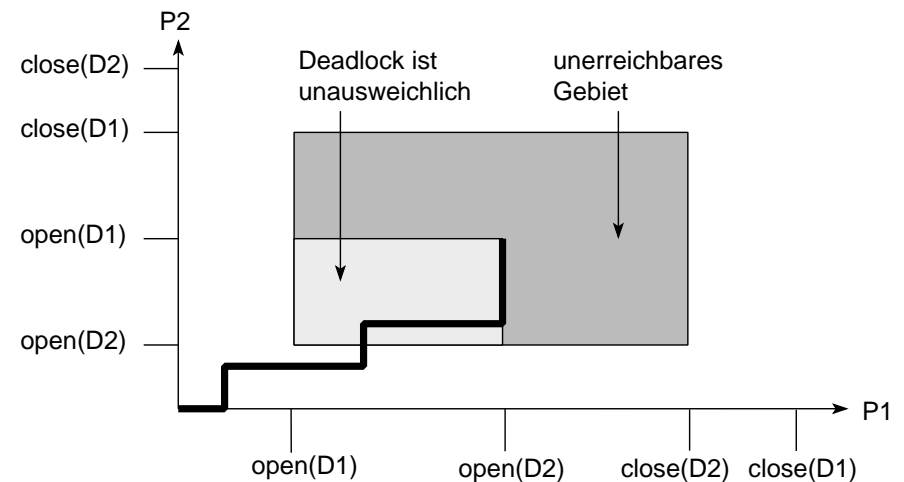 P2
close(D2)
close(D1)
open(D1)
open(D2)
Deadlock ist
unausweichlich
unerreichbares
Gebiet
P1
open(D1)
open(D2)
close(D2)
close(D1)